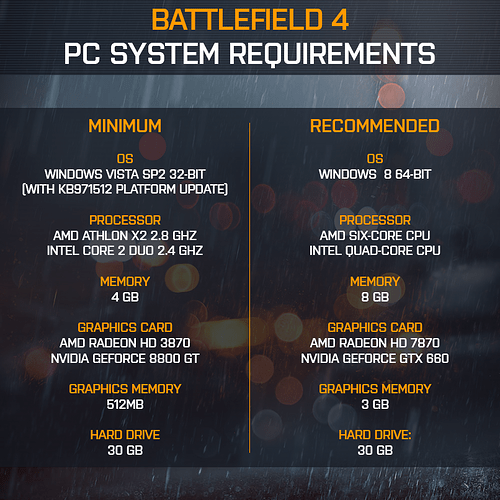 BATTLEFIELD 4
PC SYSTEM REQUIREMENTS
MINIMUM
OS
WINDOWS VISTA SP2 32-BIT
(WITH KB971512 PLATFORM UPDATE)
PROCESSOR
AMD ATHLON X2 2.8 GHZ
INTEL CORE 2 DUO 2.4 GHZ
MEMORY
4 GB
GRAPHICS CARD
AMD RADEON HD 3870
NVIDIA GEFORCE 8800 GT
GRAPHICS MEMORY
512MB
HARD DRIVE
30 GB
RECOMMENDED
OS
WINDOWS 8 64-BIT
PROCESSOR
AMD SIX-CORE CPU
INTEL QUAD-CORE CPU
MEMORY
8 GB
GRAPHICS CARD
AMD RADEON HD 7870
NVIDIA GEFORCE GTX 660
GRAPHICS MEMORY
3 GB
HARD DRIVE:
30 GB